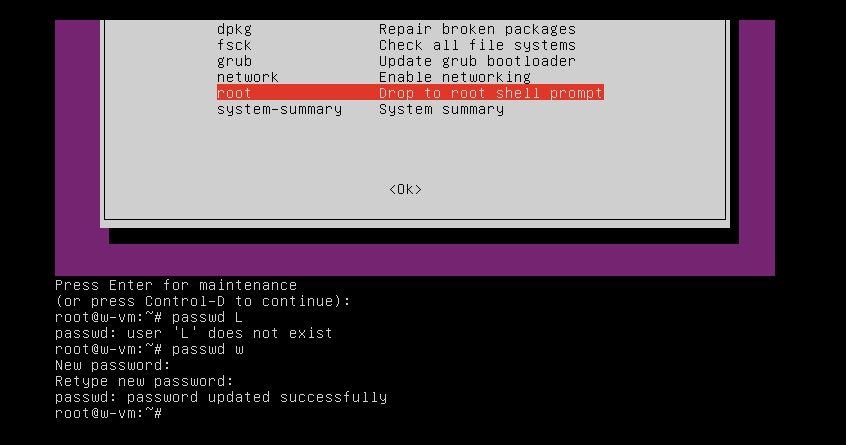 dpkg Repair broken packages
fsck Check all file systems
grub Update grub bootloader
network Enable networking
root Drop to root shell prompt
system-summary System summary
<Ok>
Press Enter for maintenance
(or press Control-D to continue):
root@w-vm:~# passwd L
passwd: user 'L' does not exist
root@w-vm:~# passwd w
New password:
Retype new password:
passwd: password updated successfully
root@w-vm:~#